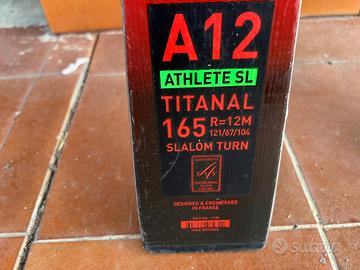 A12
ATHLETE SL
TITANAL
165 R=12M
121/67/104
SLALOM TURN
DESIGNED & ENGINEERED
IN FRANCE